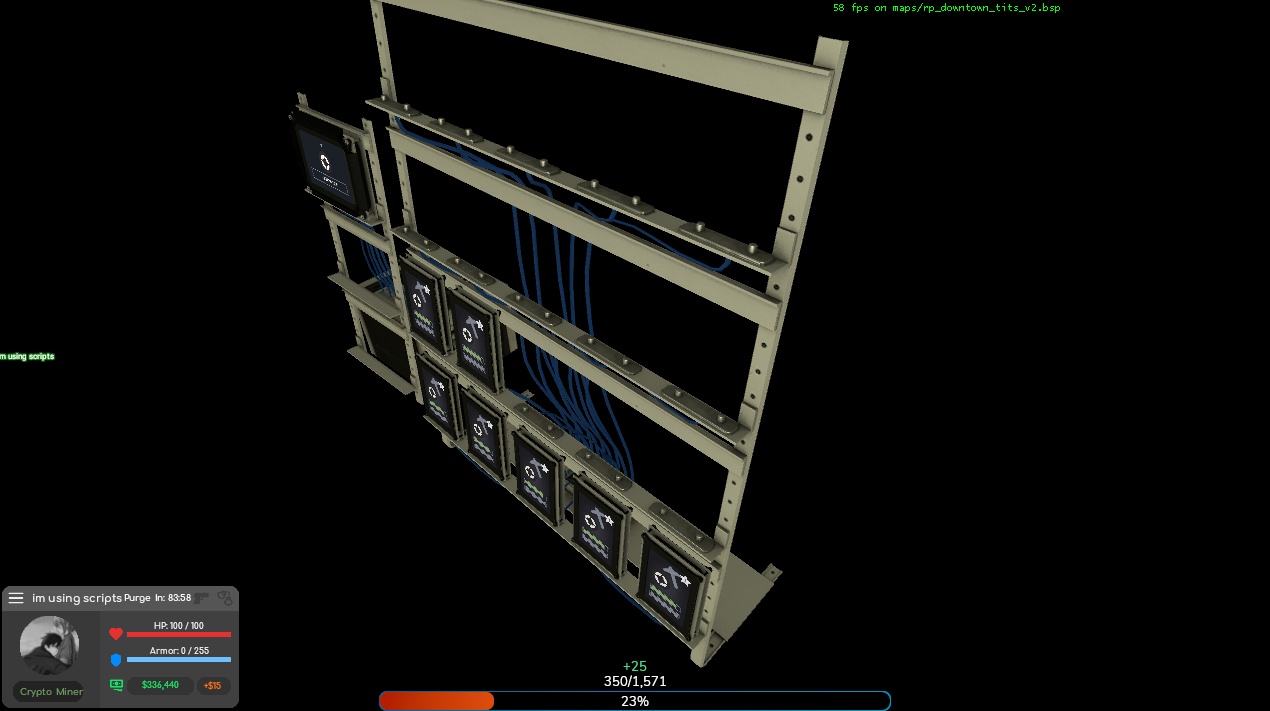 58 fps on maps/rp_downtown_tits_v2.bsp
m using scripts
im using scripts Purge In: 83:58
HP: 100 / 100
Armor: 0 / 255
Crypto Miner
$336,440
+$15
+25
350/1,571
23%